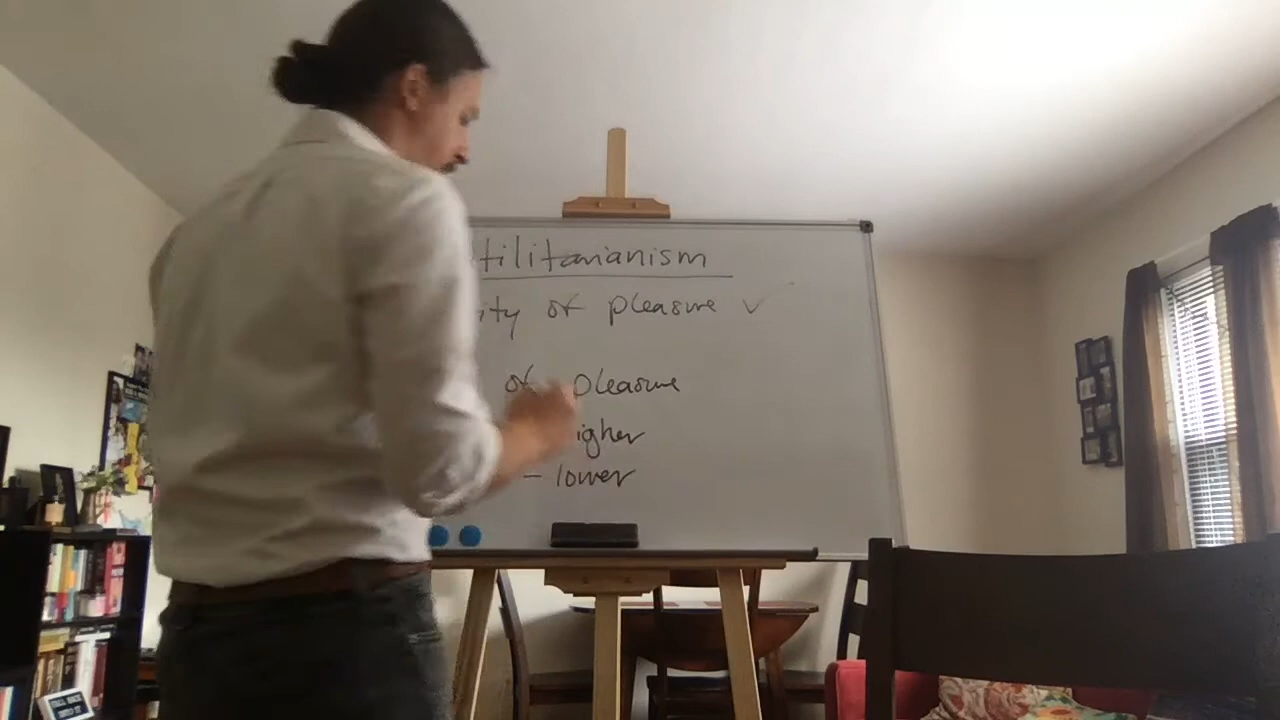 tilitarianism
ity of pleasure ✓
of pleasure
igher
- lower